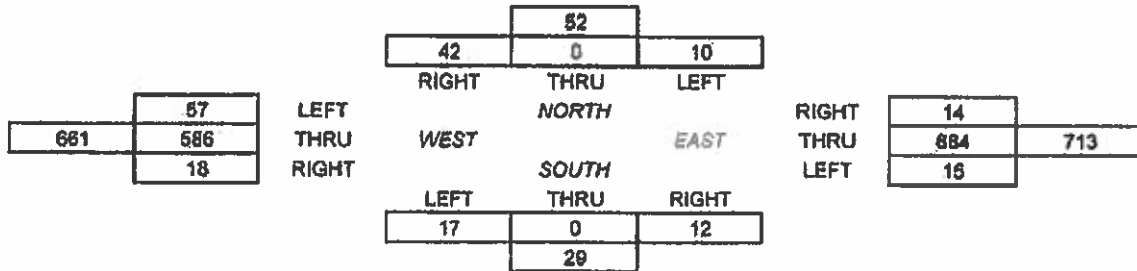 52
42 0 10
RIGHT THRU LEFT
57 LEFT NORTH RIGHT 14
661 586 THRU WEST EAST THRU 684 713
18 RIGHT SOUTH LEFT 15
LEFT THRU RIGHT
17 0 12
29